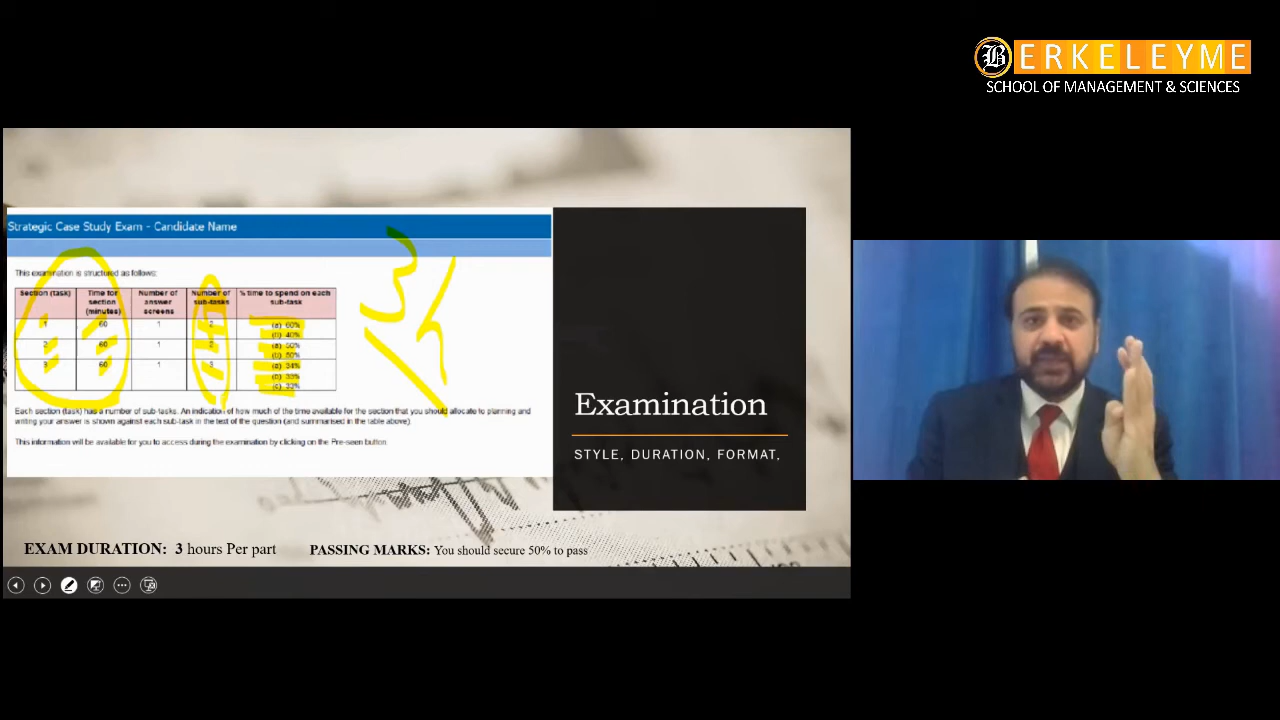 BERKELEYME
SCHOOL OF MANAGEMENT & SCIENCES
Strategic Case Study Exam - Candidate Name
This examination is structured as follows:
Section (task) Time for section (minutes) Number of answer screens Number of sub-tasks % time to spend on each sub-task
1 60 1 2 (a) 60%
(b) 40%
2 60 1 2 (a) 50%
(b) 50%
3 60 1 3 (a) 34%
(b) 33%
(c) 33%
Each section (task) has a number of sub-tasks. An indication of how much of the time available for the section that you should allocate to planning and
writing your answer is shown against each sub-task in the text of the question (and summarised in the table above).
This information will be available for you to access during the examination by clicking on the Pre-seen button.
3h
Examination
STYLE, DURATION, FORMAT,
EXAM DURATION: 3 hours Per part PASSING MARKS: You should secure 50% to pass